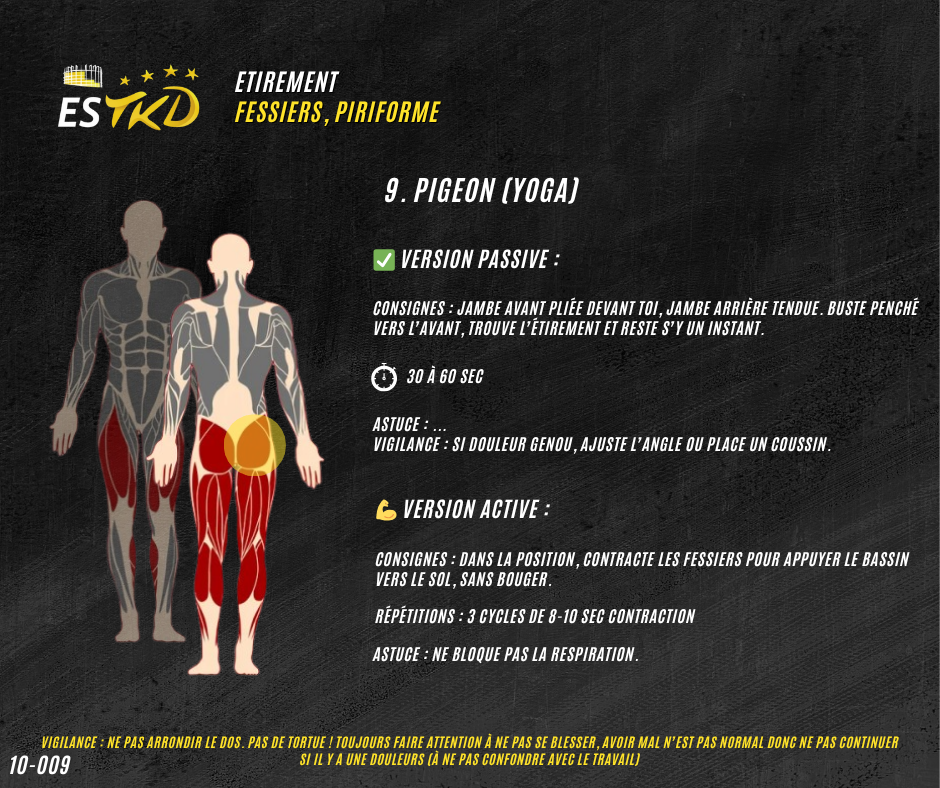 ESTKD
ETIREMENT
FESSIERS, PIRIFORME
9. PIGEON (YOGA)
VERSION PASSIVE :
CONSIGNES : JAMBE AVANT PLIÉE DEVANT TOI, JAMBE ARRIÈRE TENDUE. BUSTE PENCHÉ
VERS L'AVANT, TROUVE L'ÉTIREMENT ET RESTE S'Y UN INSTANT.
30 À 60 SEC
ASTUCE : ...
VIGILANCE : SI DOULEUR GENOU, AJUSTE L'ANGLE OU PLACE UN COUSSIN.
VERSION ACTIVE :
CONSIGNES : DANS LA POSITION, CONTRACTE LES FESSIERS POUR APPUYER LE BASSIN
VERS LE SOL, SANS BOUGER.
RÉPÉTITIONS : 3 CYCLES DE 8-10 SEC CONTRACTION
ASTUCE : NE BLOQUE PAS LA RESPIRATION.
VIGILANCE : NE PAS ARRONDIR LE DOS. PAS DE TORTUE ! TOUJOURS FAIRE ATTENTION À NE PAS SE BLESSER, AVOIR MAL N'EST PAS NORMAL DONC NE PAS CONTINUER
SI IL Y A UNE DOULEURS (À NE PAS CONFONDRE AVEC LE TRAVAIL)
10-009